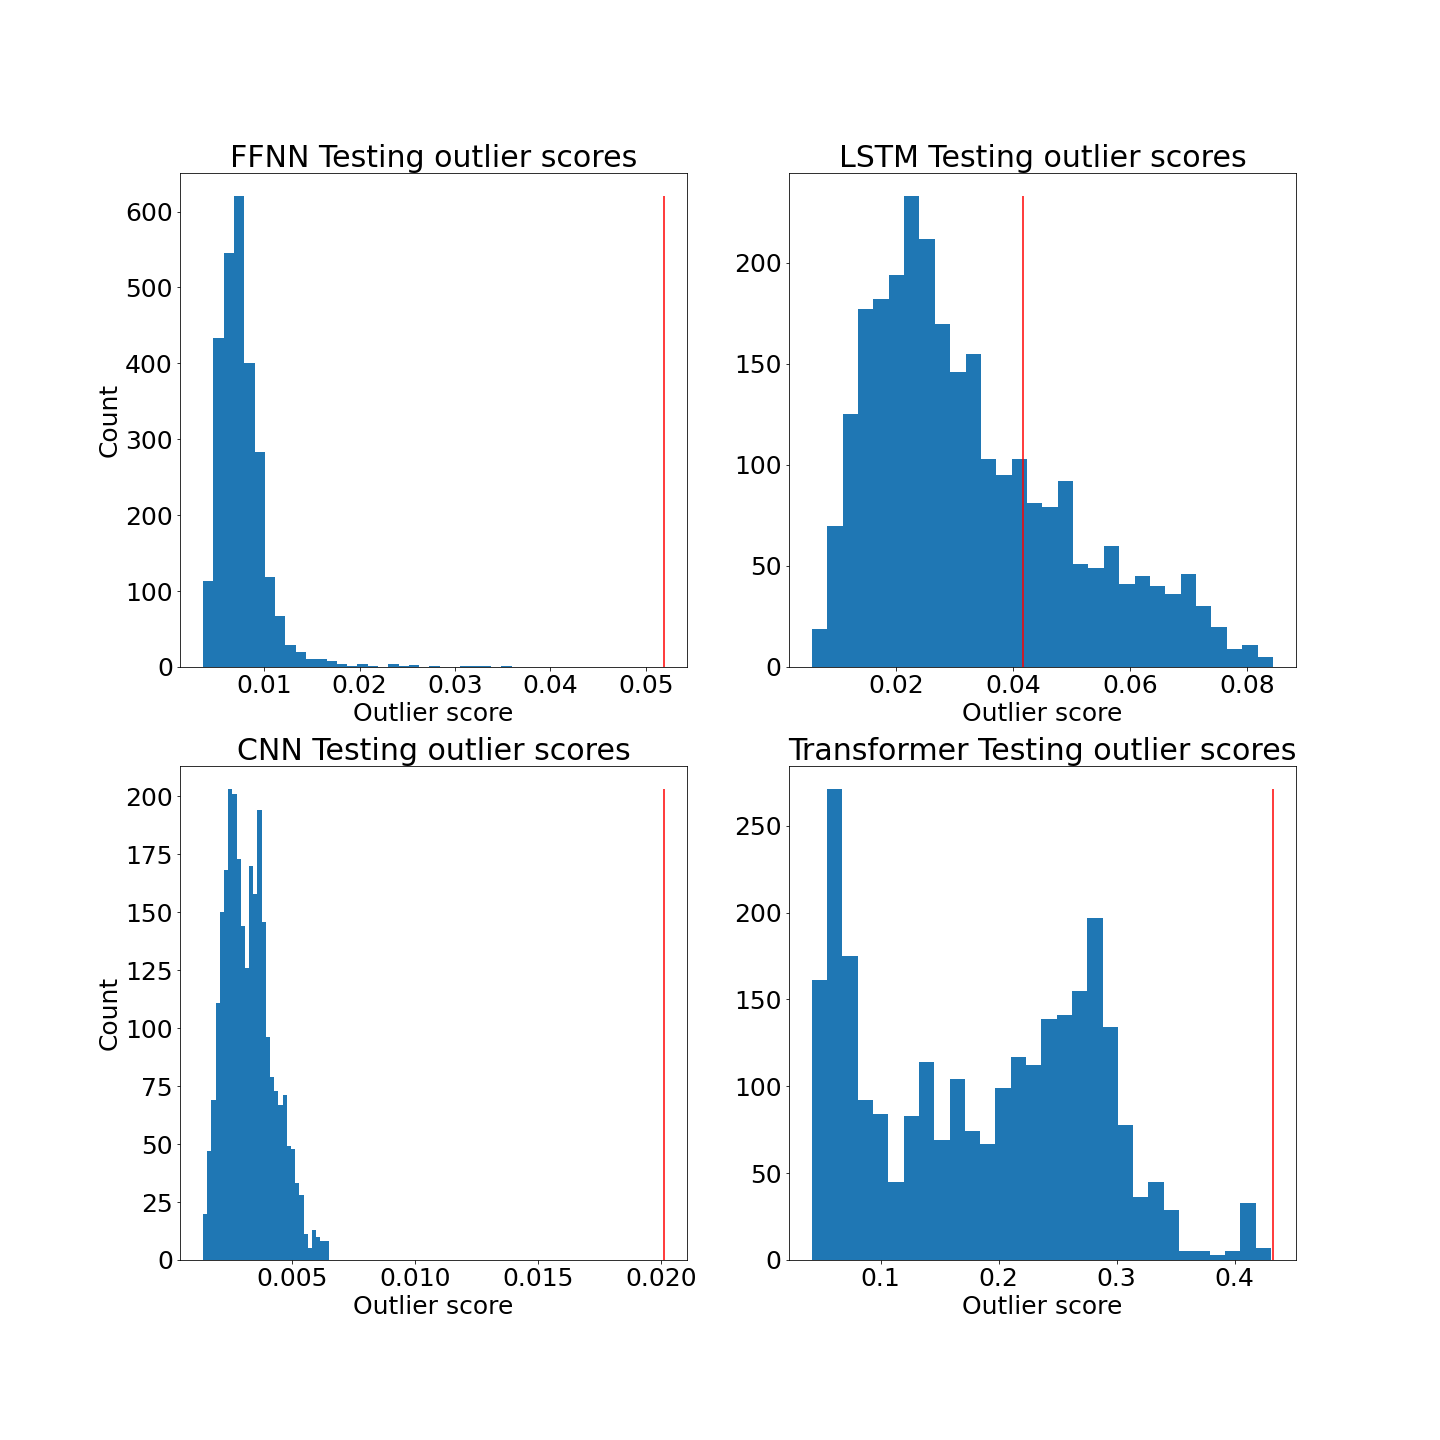 FFNN Testing outlier scores
600
500
400
300
200
100
0
Count
0.01 0.02 0.03 0.04 0.05
Outlier score
LSTM Testing outlier scores
200
150
100
50
0
0.02 0.04 0.06 0.08
Outlier score
CNN Testing outlier scores
200
175
150
125
100
75
50
25
0
Count
0.005 0.010 0.015 0.020
Outlier score
Transformer Testing outlier scores
250
200
150
100
50
0
0.1 0.2 0.3 0.4
Outlier score